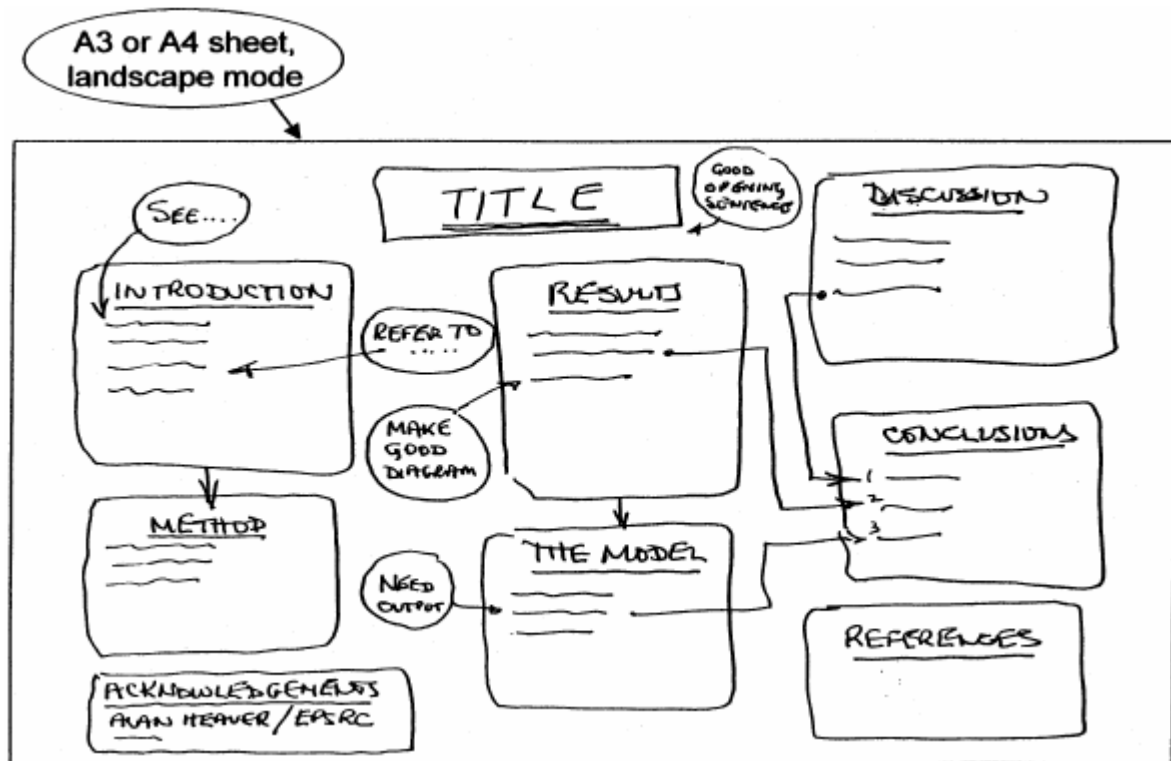 A3 or A4 sheet,
landscape mode
TITLE
GOOD
OPENING
SENTENCE
SEE....
INTRODUCTION
REFER TO
.....
METHOD
ACKNOWLEDGEMENTS
ALAN HEAVER/EPSRC
RESULTS
MAKE
GOOD
DIAGRAM
THE MODEL
NEED
OUTPUT
DISCUSSION
CONCLUSIONS
1
2
3
REFERENCES